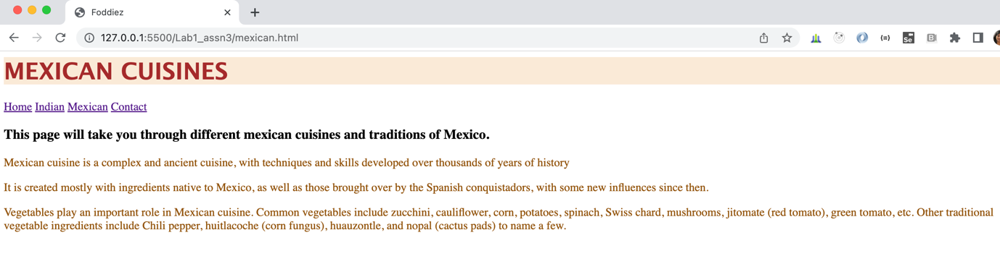 Foddiez
127.0.0.1:5500/Lab1_assn3/mexican.html
Se
MEXICAN CUISINES
Home Indian Mexican Contact
This page will take you through different mexican cuisines and traditions of Mexico.
Mexican cuisine is a complex and ancient cuisine, with techniques and skills developed over thousands of years of history
It is created mostly with ingredients native to Mexico, as well as those brought over by the Spanish conquistadors, with some new influences since then.
Vegetables play an important role in Mexican cuisine. Common vegetables include zucchini, cauliflower, corn, potatoes, spinach, Swiss chard, mushrooms, jitomate (red tomato), green tomato, etc. Other traditional
vegetable ingredients include Chili pepper, huitlacoche (corn fungus), huauzontle, and nopal (cactus pads) to name a few.